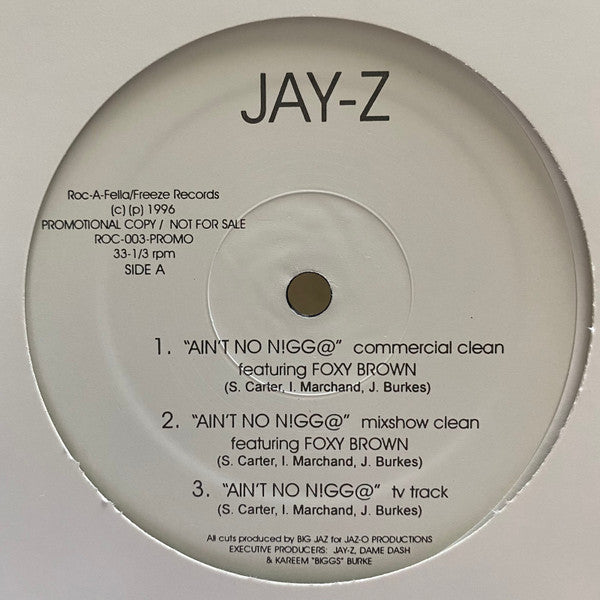 JAY-Z
Roc-A-Fella/Freeze Records
(c) (p) 1996
PROMOTIONAL COPY / NOT FOR SALE
ROC-003-PROMO
33-1/3 rpm
SIDE A
1. "AIN'T NO N!GG@" commercial clean
featuring FOXY BROWN
(S. Carter, I. Marchand, J. Burkes)
2. "AIN'T NO N!GG@" mixshow clean
featuring FOXY BROWN
(S. Carter, I. Marchand, J. Burkes)
3. "AIN'T NO N!GG@" tv track
(S. Carter, I. Marchand, J. Burkes)
All cuts produced by BIG JAZ for JAZ-O PRODUCTIONS
EXECUTIVE PRODUCERS: JAY-Z, DAME DASH
& KAREEM "BIGGS" BURKE